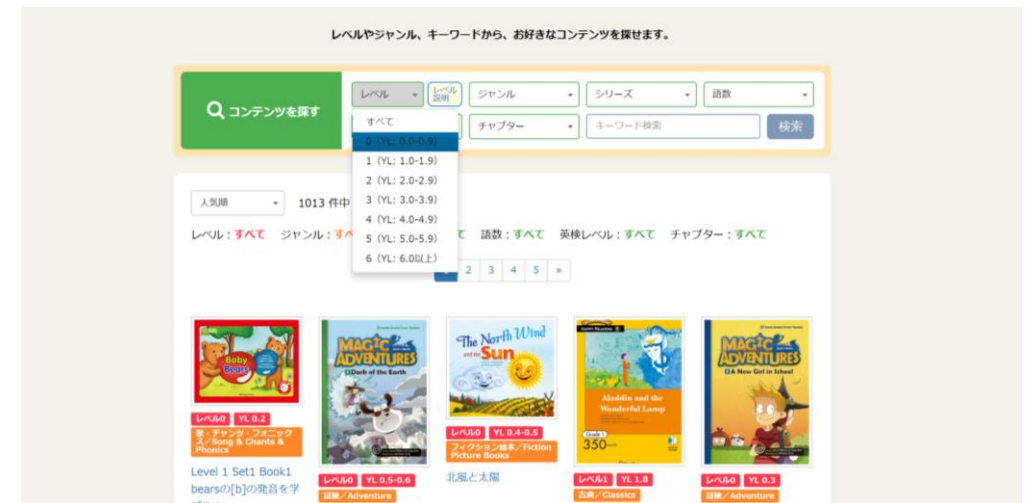 レベルやジャンル、キーワードから、お好きなコンテンツを探せます。
コンテンツを探す
レベル
レベル
説明
ジャンル
シリーズ
語数
チャプター
キーワード検索
検索
すべて
0 (YL: 0.0-0.9)
1 (YL: 1.0-1.9)
2 (YL: 2.0-2.9)
3 (YL: 3.0-3.9)
4 (YL: 4.0-4.9)
5 (YL: 5.0-5.9)
6 (YL: 6.0以上)
人気順
1013 件中
レベル:すべて ジャンル: 語数:すべて 英検レベル:すべて チャプター:すべて
2 3 4 5 »
Baby
Bears
レベル0 YL 0.2
歌・チャンツ・フォニック
ス/Song & Chants &
Phonics
Level 1 Set1 Book1
bearsの[b]の発音を学
MAGIC
ADVENTURES
Dark of the Earth
レベル0 YL 0.5-0.6
冒険/Adventure
The North Wind
and the Sun
レベル0 YL 0.4-0.5
フィクション絵本/Fiction
Picture Books
北風と太陽
HAPPY READERS
Aladdin and the
Wonderful Lamp
Grade 1
350
レベル1 YL 1.8
古典/Classics
MAGIC
ADVENTURES
A New Girl in School
レベル0 YL 0.3
冒険/Adventure